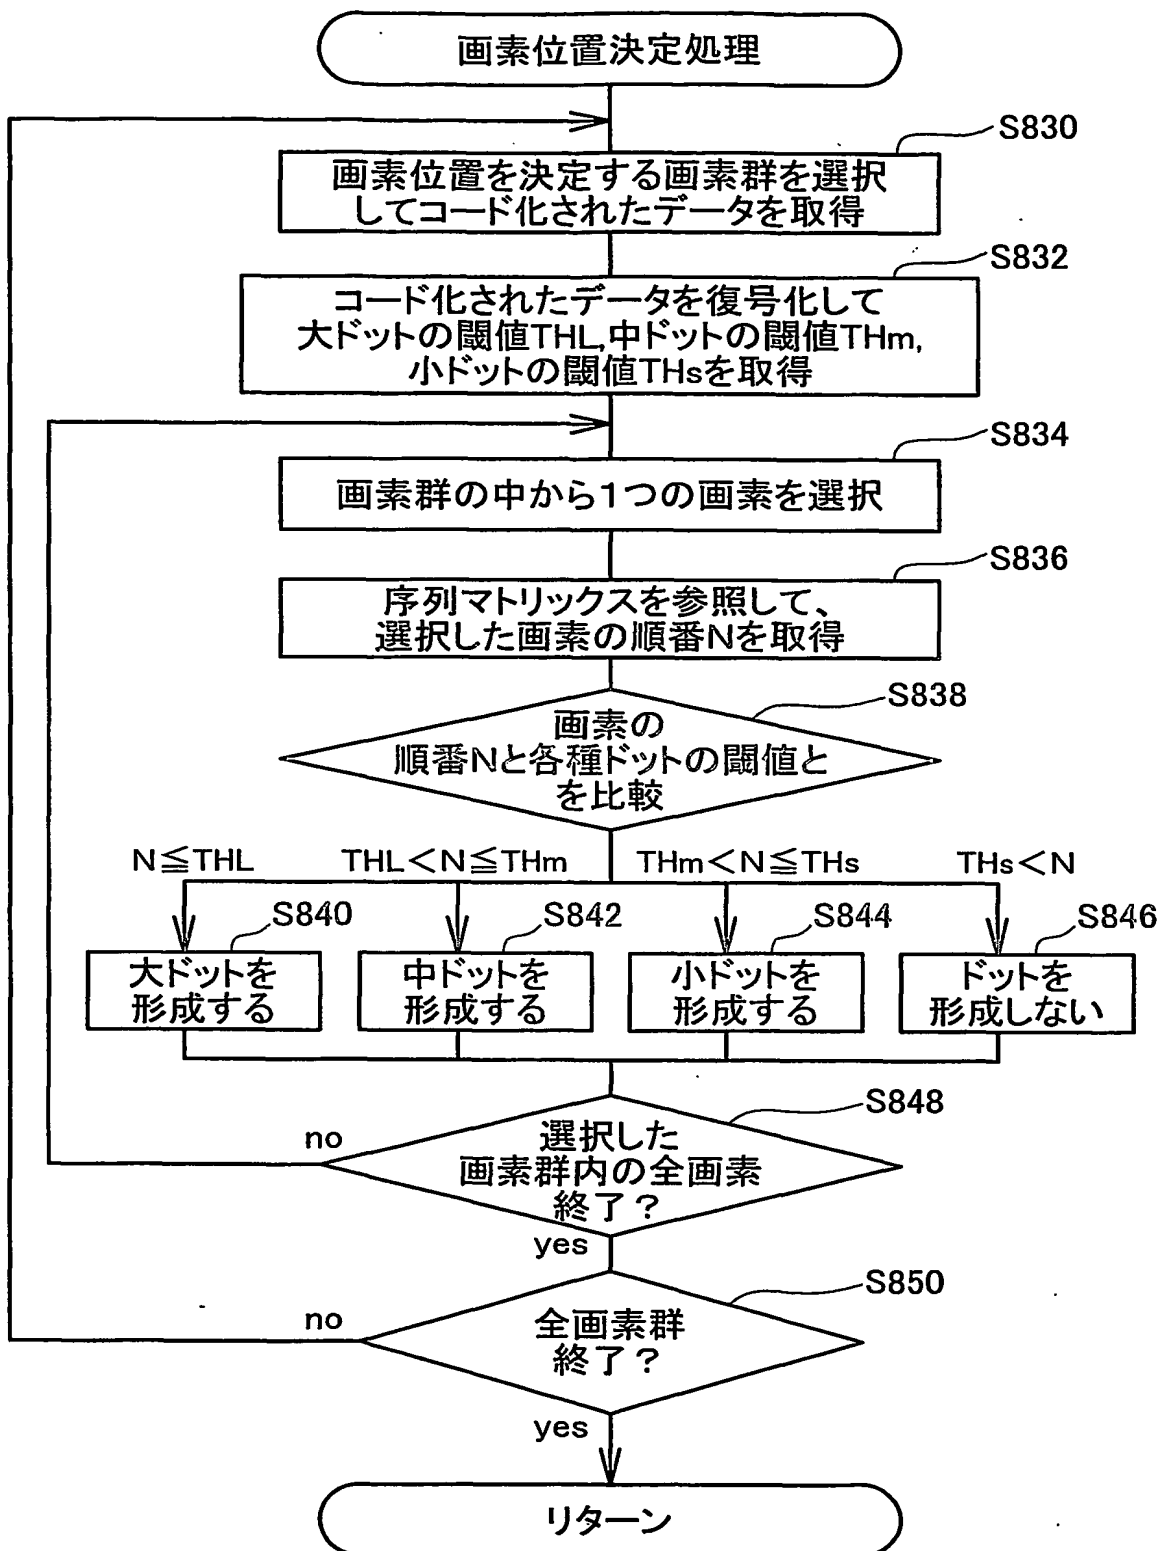 画素位置決定処理
S830
画素位置を決定する画素群を選択
してコード化されたデータを取得
S832
コード化されたデータを復号化して
大ドットの閾値THL,中ドットの閾値THm,
小ドットの閾値THsを取得
S834
画素群の中から1つの画素を選択
S836
序列マトリックスを参照して、
選択した画素の順番Nを取得
S838
画素の
順番Nと各種ドットの閾値と
を比較
N≦THL
THL<N≦THm
THm<N≦THs
THs<N
S840
S842
S844
S846
大ドットを
形成する
中ドットを
形成する
小ドットを
形成する
ドットを
形成しない
S848
no
選択した
画素群内の全画素
終了?
yes
S850
no
全画素群
終了?
yes
リターン